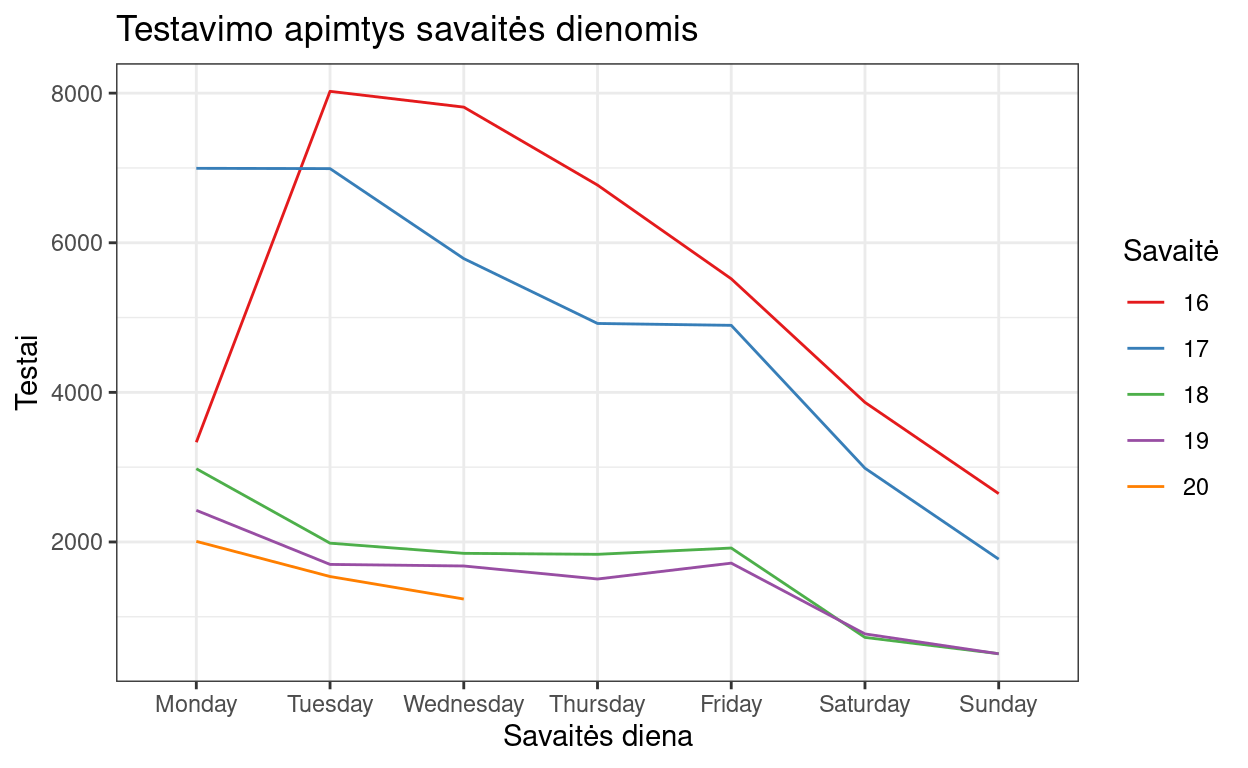 Testavimo apimtys savaitės dienomis
Testai
8000
6000
4000
2000
Monday Tuesday Wednesday Thursday Friday Saturday Sunday
Savaitės diena
Savaitė
16
17
18
19
20